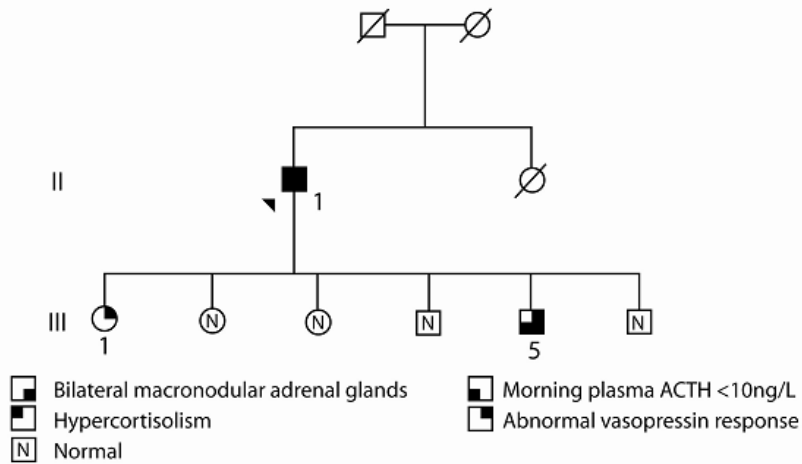 II
1
N
N
N
N
III
1
5
Bilateral macronodular adrenal glands
Hypercortisolism
N Normal
Morning plasma ACTH <10ng/L
Abnormal vasopressin response